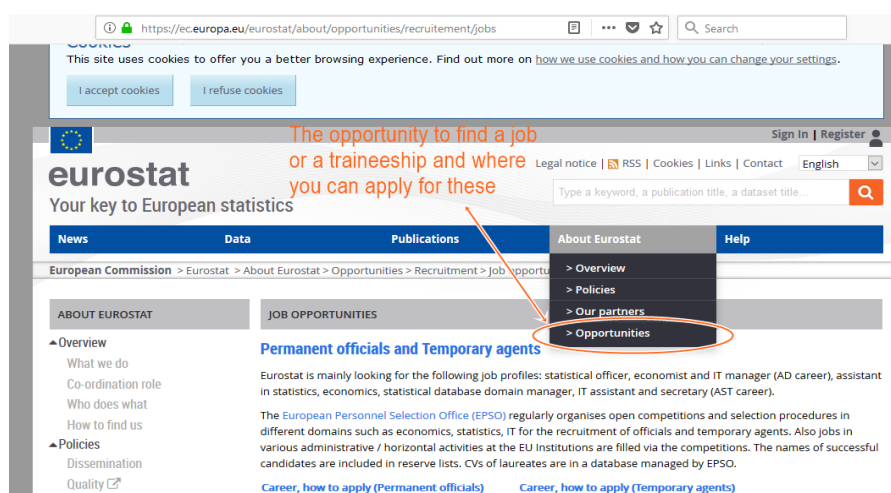 https://ec.europa.eu/eurostat/about/opportunities/recruitement/jobs
Search
Cookies
This site uses cookies to offer you a better browsing experience. Find out more on how we use cookies and how you can change your settings.
I accept cookies
I refuse cookies
The opportunity to find a job
or a traineeship and where
you can apply for these
Sign In | Register
Legal notice | RSS | Cookies | Links | Contact
English
eurostat
Your key to European statistics
Type a keyword, a publication title, a dataset title...
News Data Publications About Eurostat Help
European Commission > Eurostat > About Eurostat > Opportunities > Recruitment > Job opportu
> Overview
> Policies
> Our partners
> Opportunities
ABOUT EUROSTAT
Overview
What we do
Co-ordination role
Who does what
How to find us
Policies
Dissemination
Quality
JOB OPPORTUNITIES
Permanent officials and Temporary agents
Eurostat is mainly looking for the following job profiles: statistical officer, economist and IT manager (AD career), assistant
in statistics, economics, statistical database domain manager, IT assistant and secretary (AST career).
The European Personnel Selection Office (EPSO) regularly organises open competitions and selection procedures in
different domains such as economics, statistics, IT for the recruitment of officials and temporary agents. Also jobs in
various administrative / horizontal activities at the EU Institutions are filled via the competitions. The names of successful
candidates are included in reserve lists. CVs of laureates are in a database managed by EPSO.
Career, how to apply (Permanent officials) Career, how to apply (Temporary agents)